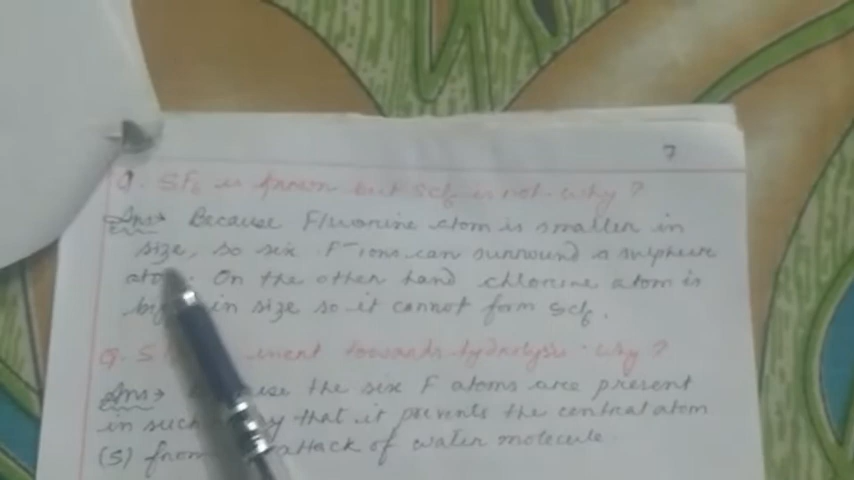 7
Q. SF6 is known but SCl6 is not. why?
Ans→ Because Fluorine atom is smaller in
size, so six F⁻ ions can surround a sulphur
atom. On the other hand chlorine atom is
in size so it cannot form SCl6.
Q. towards hydrolysis. why?
Ans→ the six F atoms are present
in such that it prevents the central atom
(S) from attack of water molecule